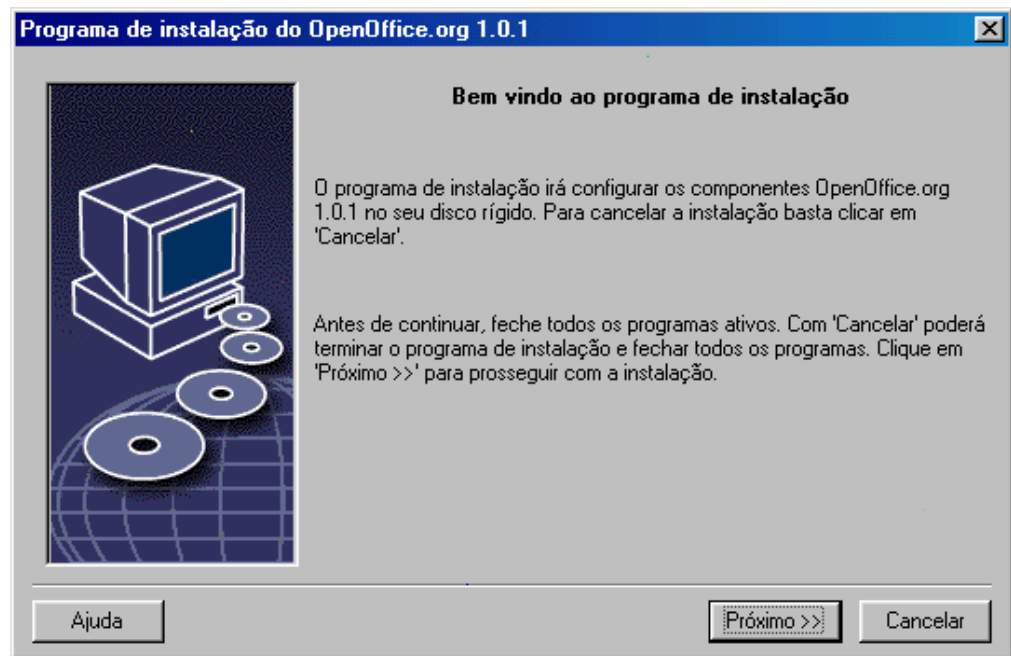 Programa de instalação do OpenOffice.org 1.0.1
Bem vindo ao programa de instalação
O programa de instalação irá configurar os componentes OpenOffice.org
1.0.1 no seu disco rígido. Para cancelar a instalação basta clicar em
'Cancelar'.
Antes de continuar, feche todos os programas ativos. Com 'Cancelar' poderá
terminar o programa de instalação e fechar todos os programas. Clique em
'Próximo >>' para prosseguir com a instalação.
Ajuda
Próximo >>
Cancelar